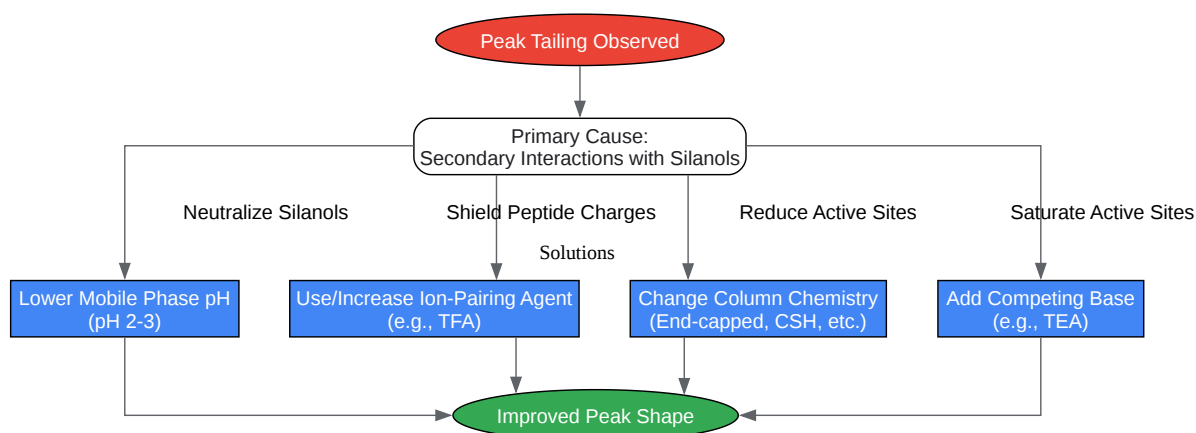 Peak Tailing Observed
Primary Cause:
Secondary Interactions with Silanols
Neutralize Silanols
Shield Peptide Charges
Reduce Active Sites
Saturate Active Sites
Solutions
Lower Mobile Phase pH
(pH 2-3)
Use/Increase Ion-Pairing Agent
(e.g., TFA)
Change Column Chemistry
(End-capped, CSH, etc.)
Add Competing Base
(e.g., TEA)
Improved Peak Shape